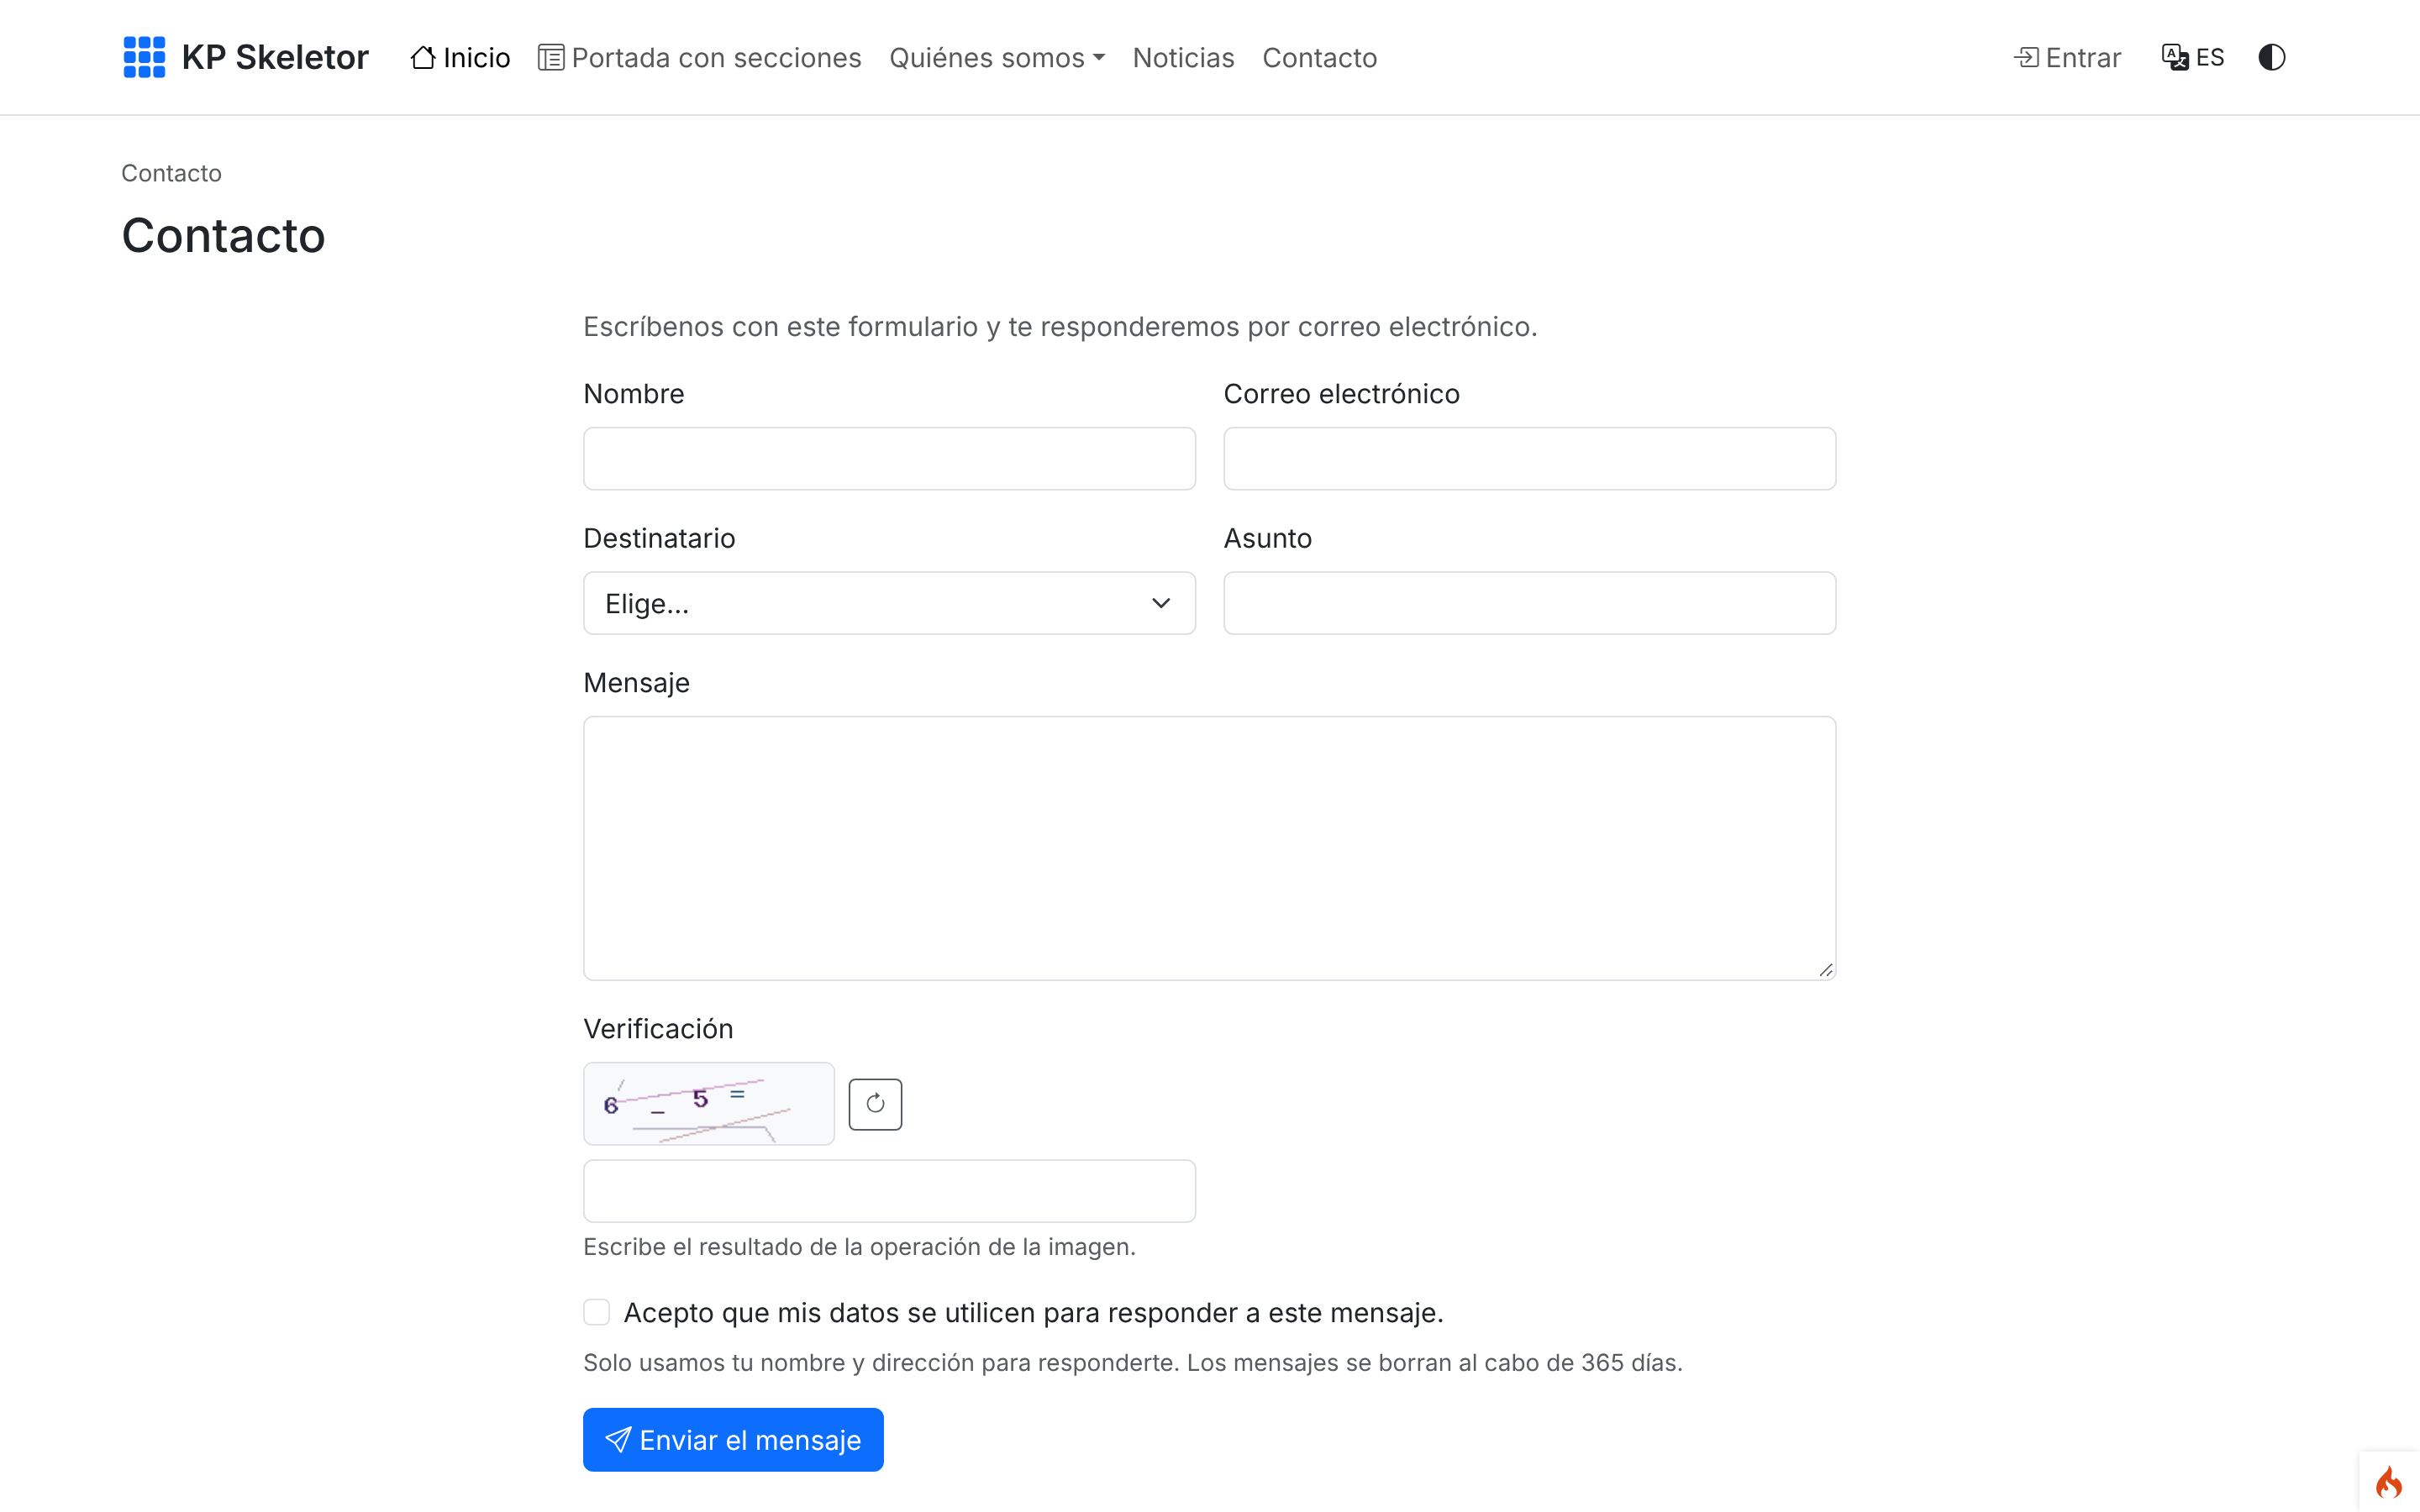 KP Skeletor Inicio Portada con secciones Quiénes somos Noticias Contacto Entrar ES
Contacto
Contacto
Escríbenos con este formulario y te responderemos por correo electrónico.
Nombre Correo electrónico
Destinatario Asunto
Elige...
Mensaje
Verificación
6 – 5 =
Escribe el resultado de la operación de la imagen.
Acepto que mis datos se utilicen para responder a este mensaje.
Solo usamos tu nombre y dirección para responderte. Los mensajes se borran al cabo de 365 días.
Enviar el mensaje